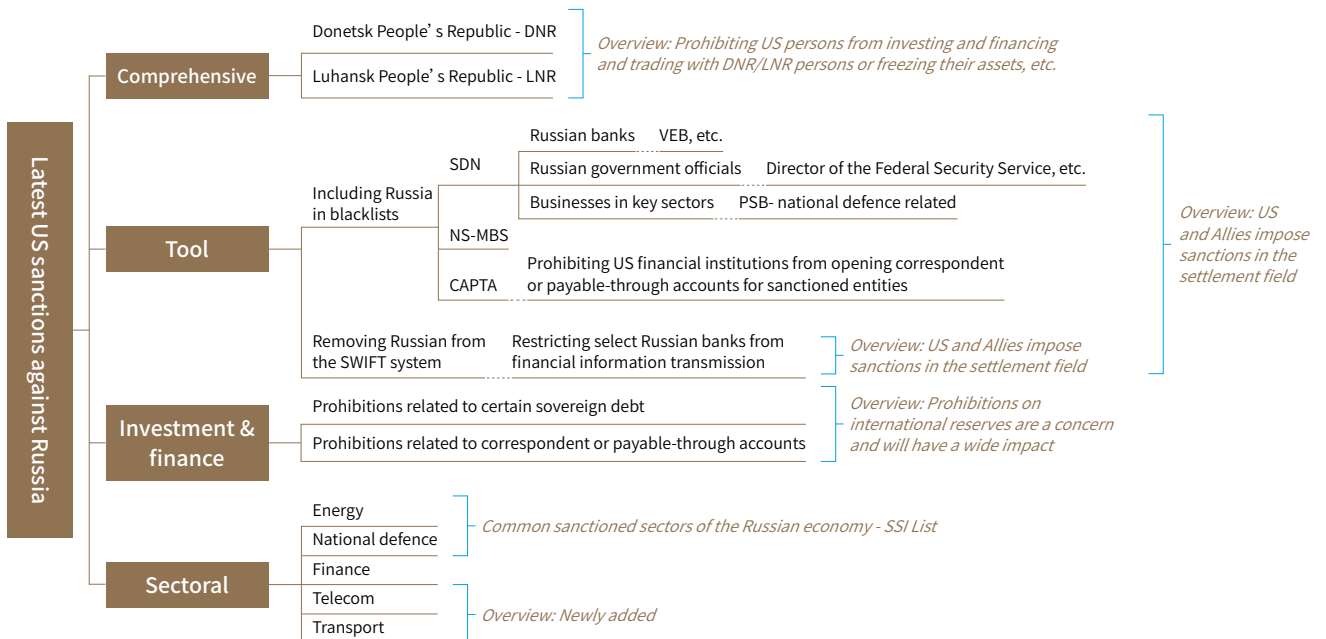 Latest US sanctions against Russia
Comprehensive
Donetsk People’s Republic - DNR
Luhansk People’s Republic - LNR
Overview: Prohibiting US persons from investing and financing
and trading with DNR/LNR persons or freezing their assets, etc.
Tool
Including Russia
in blacklists
SDN
Russian banks VEB, etc.
Russian government officials Director of the Federal Security Service, etc.
Businesses in key sectors PSB- national defence related
NS-MBS
CAPTA
Prohibiting US financial institutions from opening correspondent
or payable-through accounts for sanctioned entities
Overview: US
and Allies impose
sanctions in the
settlement field
Removing Russian from
the SWIFT system
Restricting select Russian banks from
financial information transmission
Overview: US and Allies impose
sanctions in the settlement field
Investment &
finance
Prohibitions related to certain sovereign debt
Prohibitions related to correspondent or payable-through accounts
Overview: Prohibitions on
international reserves are a concern
and will have a wide impact
Sectoral
Energy
National defence
Finance
Telecom
Transport
Common sanctioned sectors of the Russian economy - SSI List
Overview: Newly added